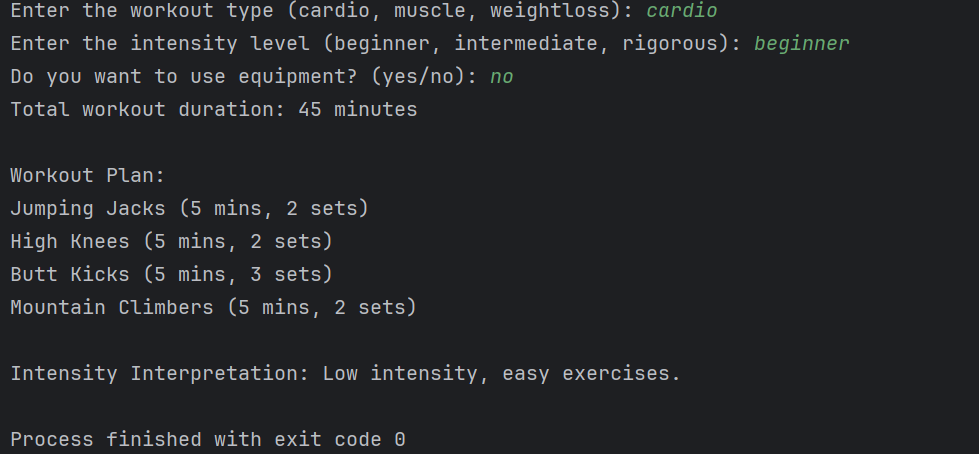 Enter the workout type (cardio, muscle, weightloss): cardio
Enter the intensity level (beginner, intermediate, rigorous): beginner
Do you want to use equipment? (yes/no): no
Total workout duration: 45 minutes
Workout Plan:
Jumping Jacks (5 mins, 2 sets)
High Knees (5 mins, 2 sets)
Butt Kicks (5 mins, 3 sets)
Mountain Climbers (5 mins, 2 sets)
Intensity Interpretation: Low intensity, easy exercises.
Process finished with exit code 0